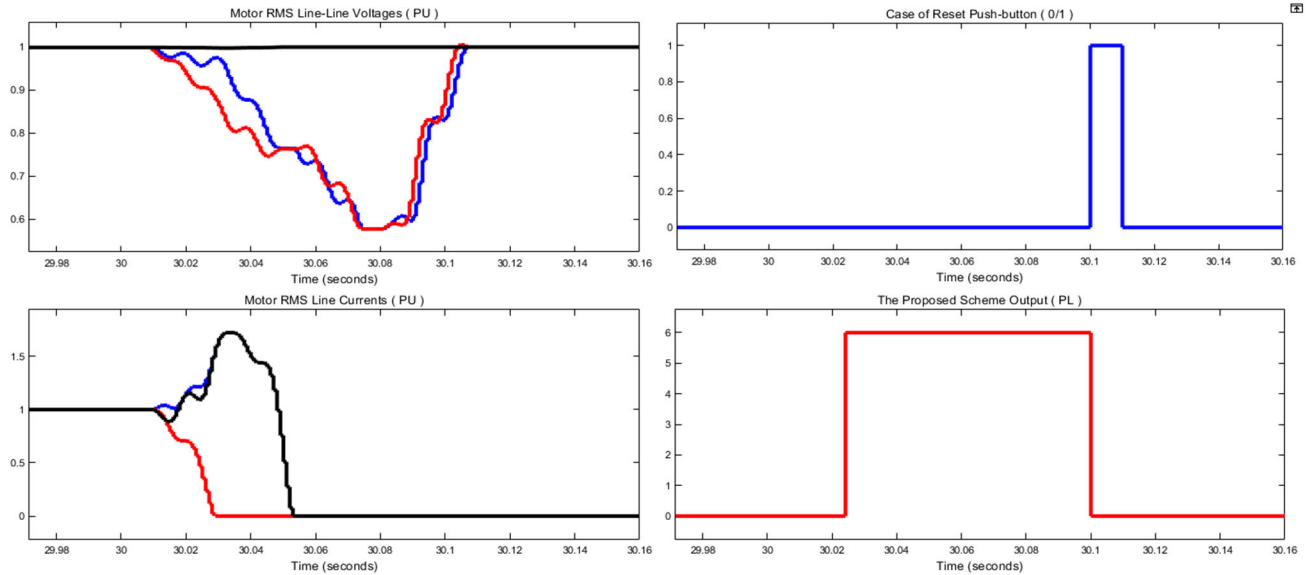 Motor RMS Line-Line Voltages ( PU )
1
0.9
0.8
0.7
0.6
29.98 30 30.02 30.04 30.06 30.08 30.1 30.12 30.14 30.16
Time (seconds)
Case of Reset Push-button ( 0/1 )
1
0.8
0.6
0.4
0.2
0
29.98 30 30.02 30.04 30.06 30.08 30.1 30.12 30.14 30.16
Time (seconds)
Motor RMS Line Currents ( PU )
1.5
1
0.5
0
29.98 30 30.02 30.04 30.06 30.08 30.1 30.12 30.14 30.16
Time (seconds)
The Proposed Scheme Output ( PL )
6
5
4
3
2
1
0
29.98 30 30.02 30.04 30.06 30.08 30.1 30.12 30.14 30.16
Time (seconds)